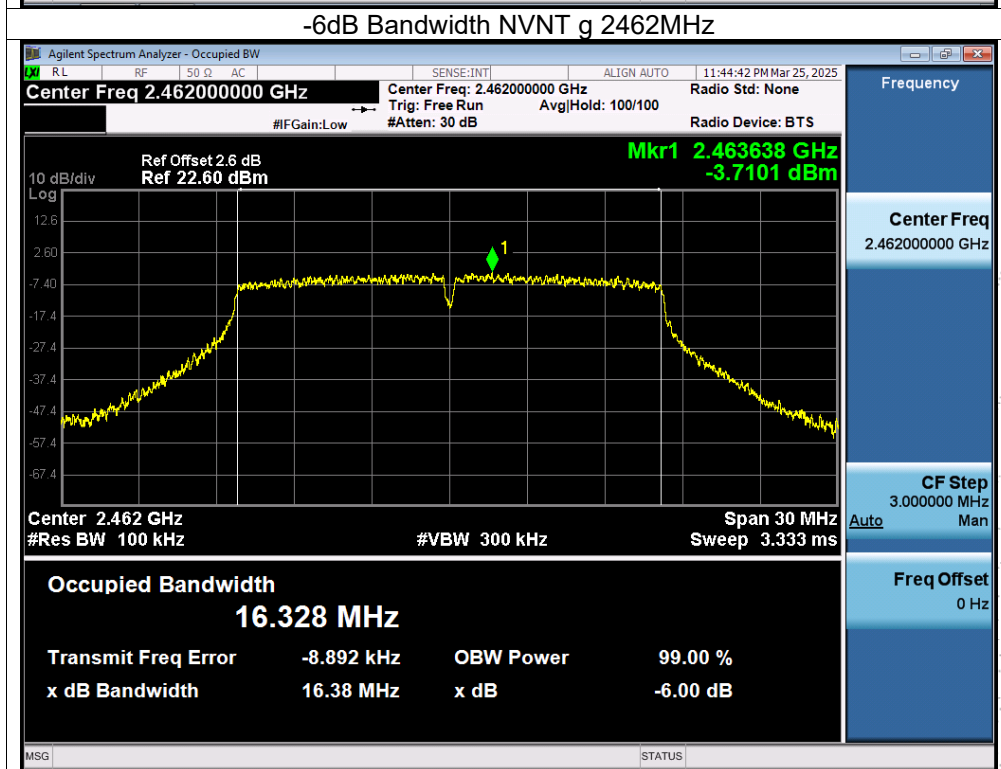 -6dB Bandwidth NVNT g 2462MHz
Agilent Spectrum Analyzer - Occupied BW
LXI RL RF 50 Ω AC SENSE:INT ALIGN AUTO 11:44:42 PM Mar 25, 2025
Center Freq 2.462000000 GHz Center Freq: 2.462000000 GHz Radio Std: None
Trig: Free Run Avg|Hold: 100/100
#IFGain:Low #Atten: 30 dB Radio Device: BTS
Frequency
Mkr1 2.463638 GHz
-3.7101 dBm
Ref Offset 2.6 dB
10 dB/div Ref 22.60 dBm
Log
12.6
2.60
-7.40
-17.4
-27.4
-37.4
-47.4
-57.4
-67.4
1
Center 2.462 GHz Span 30 MHz
#Res BW 100 kHz #VBW 300 kHz Sweep 3.333 ms
Center Freq
2.462000000 GHz
CF Step
3.000000 MHz
Auto Man
Freq Offset
0 Hz
Occupied Bandwidth
16.328 MHz
Transmit Freq Error -8.892 kHz OBW Power 99.00 %
x dB Bandwidth 16.38 MHz x dB -6.00 dB
MSG STATUS